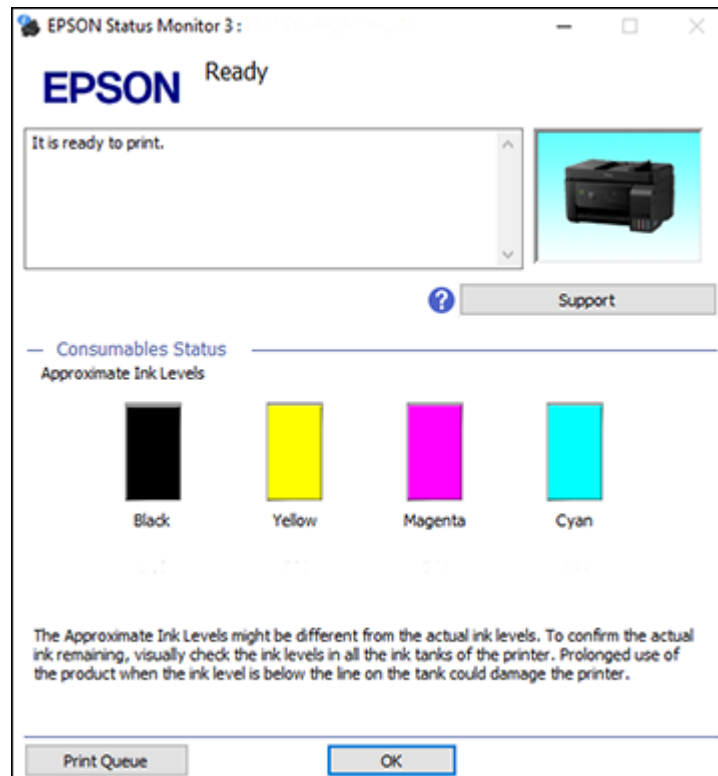 EPSON Status Monitor 3 :
EPSON
Ready
It is ready to print.
Support
Consumables Status
Approximate Ink Levels
Black Yellow Magenta Cyan
The Approximate Ink Levels might be different from the actual ink levels. To confirm the actual
ink remaining, visually check the ink levels in all the ink tanks of the printer. Prolonged use of
the product when the ink level is below the line on the tank could damage the printer.
Print Queue OK